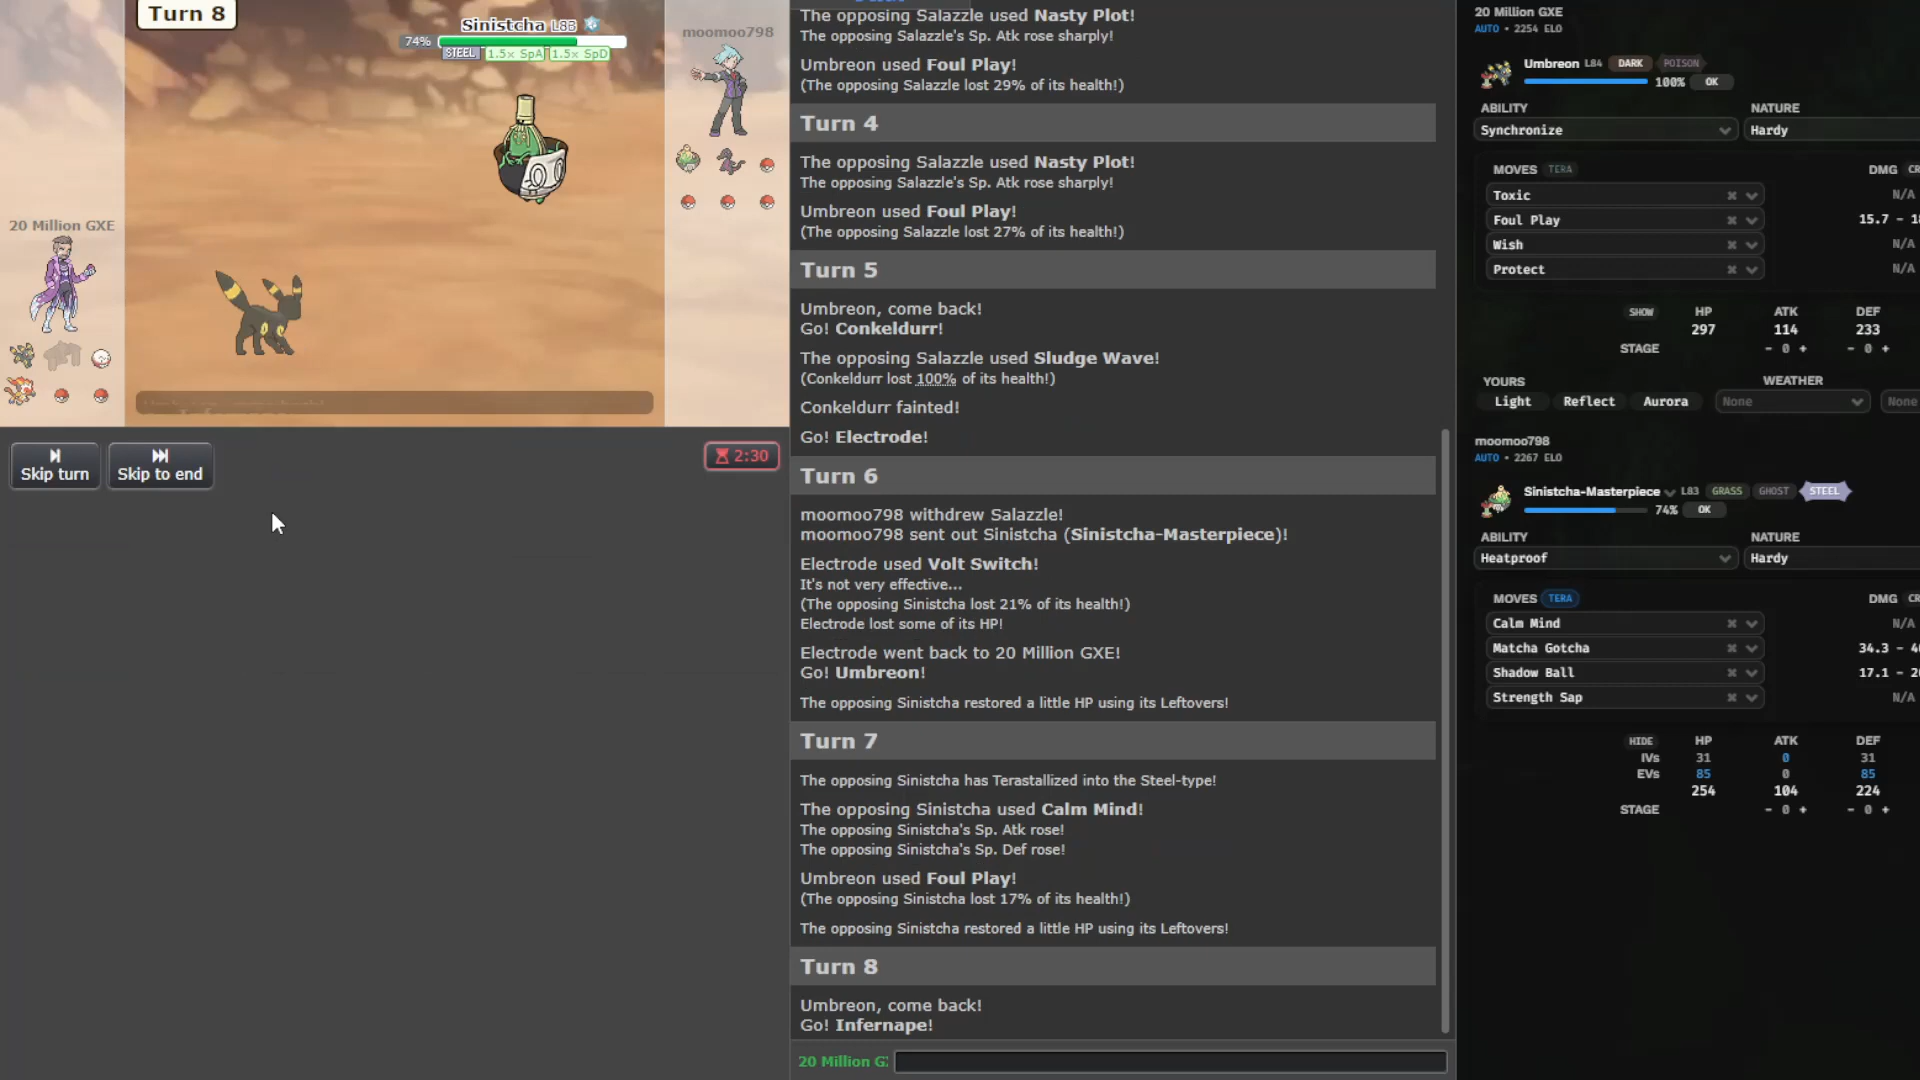 Turn 8
Sinistcha L83
74%
STEEL 1.5× SpA 1.5× SpD
moomoo798
20 Million GXE
Skip turn
Skip to end
2:30
The opposing Salazzle used Nasty Plot!
The opposing Salazzle's Sp. Atk rose sharply!
Umbreon used Foul Play!
(The opposing Salazzle lost 29% of its health!)
Turn 4
The opposing Salazzle used Nasty Plot!
The opposing Salazzle's Sp. Atk rose sharply!
Umbreon used Foul Play!
(The opposing Salazzle lost 27% of its health!)
Turn 5
Umbreon, come back!
Go! Conkeldurr!
The opposing Salazzle used Sludge Wave!
(Conkeldurr lost 100% of its health!)
Conkeldurr fainted!
Go! Electrode!
Turn 6
moomoo798 withdrew Salazzle!
moomoo798 sent out Sinistcha (Sinistcha-Masterpiece)!
Electrode used Volt Switch!
It's not very effective...
(The opposing Sinistcha lost 21% of its health!)
Electrode lost some of its HP!
Electrode went back to 20 Million GXE!
Go! Umbreon!
The opposing Sinistcha restored a little HP using its Leftovers!
Turn 7
The opposing Sinistcha has Terastallized into the Steel-type!
The opposing Sinistcha used Calm Mind!
The opposing Sinistcha's Sp. Atk rose!
The opposing Sinistcha's Sp. Def rose!
Umbreon used Foul Play!
(The opposing Sinistcha lost 17% of its health!)
The opposing Sinistcha restored a little HP using its Leftovers!
Turn 8
Umbreon, come back!
Go! Infernape!
20 Million G
20 Million GXE
AUTO • 2254 ELO
Umbreon L84 DARK POISON
100% OK
ABILITY NATURE
Synchronize Hardy
MOVES TERA DMG
Toxic N/A
Foul Play 15.7 -
Wish N/A
Protect N/A
SHOW HP ATK DEF
297 114 233
STAGE - 0 + - 0 +
YOURS WEATHER
Light Reflect Aurora None None
moomoo798
AUTO • 2267 ELO
Sinistcha-Masterpiece L83 GRASS GHOST STEEL
74% OK
ABILITY NATURE
Heatproof Hardy
MOVES TERA DMG
Calm Mind N/A
Matcha Gotcha 34.3 -
Shadow Ball 17.1 -
Strength Sap N/A
HIDE HP ATK DEF
IVs 31 0 31
EVs 85 0 85
254 104 224
STAGE - 0 + - 0 +